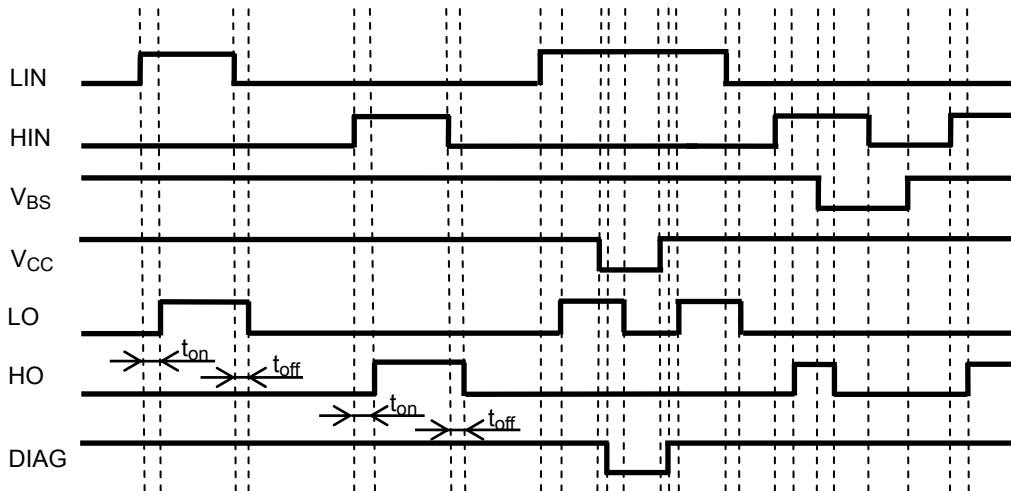 LIN
HIN
VBS
VCC
LO
ton
toff
HO
ton
toff
DIAG